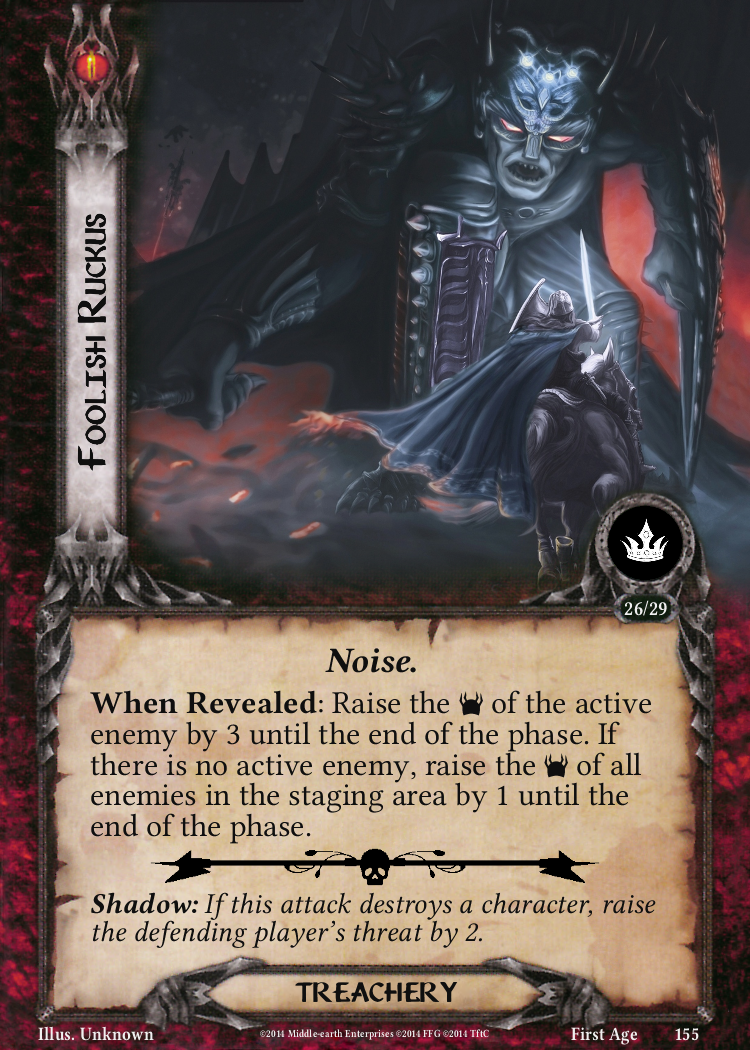 FOOLISH RUCKUS
26/29
Noise.
When Revealed: Raise the of the active
enemy by 3 until the end of the phase. If
there is no active enemy, raise the of all
enemies in the staging area by 1 until the
end of the phase.
Shadow: If this attack destroys a character, raise
the defending player's threat by 2.
TREACHERY
Illus. Unknown
©2014 Middle-earth Enterprises ©2014 FFG ©2014 TftC
First Age
155